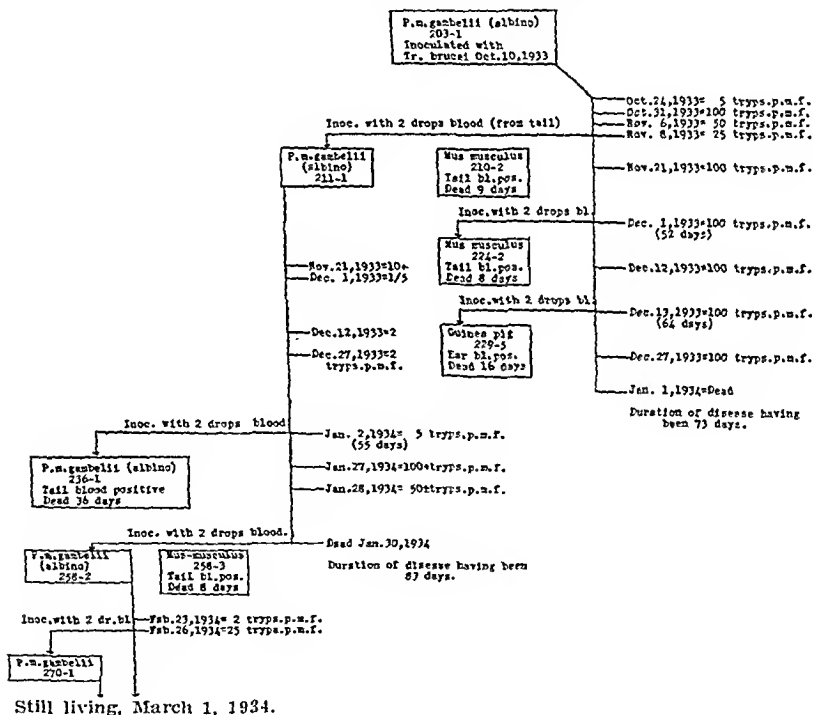 P.m.gambelii (albino)
203-1
Inoculated with
Tr. brucei Oct.10,1933
Oct.24,1933= 5 tryps.p.m.f.
Oct.31,1933=100 tryps.p.m.f.
Nov. 6,1933= 50 tryps.p.m.f.
Nov. 8,1933= 25 tryps.p.m.f.
Inoc. with 2 drops blood (from tail)
P.m.gambelii
(albino)
211-1
Mus musculus
210-2
Tail bl.pos.
Dead 9 days
Nov.21,1933=100 tryps.p.m.f.
Inoc.with 2 drops bl.
Dec. 1,1933=100 tryps.p.m.f.
(52 days)
Mus musculus
224-2
Tail bl.pos.
Dead 8 days
Nov.21,1933=10+
Dec. 1,1933=1/5
Dec.12,1933=100 tryps.p.m.f.
Inoc.with 2 drops bl.
Dec.13,1933=100 tryps.p.m.f.
(64 days)
Guinea pig
229-5
Ear bl.pos.
Dead 16 days
Dec.12,1933=2
Dec.27,1933=2
tryps.p.m.f.
Dec.27,1933=100 tryps.p.m.f.
Jan. 1,1934=Dead
Duration of disease having
been 73 days.
Inoc. with 2 drops blood
Jan. 2,1934= 5 tryps.p.m.f.
(55 days)
P.m.gambelii (albino)
236-1
Tail blood positive
Dead 36 days
Jan.27,1934=100+tryps.p.m.f.
Jan.28,1934= 50±tryps.p.m.f.
Inoc. with 2 drops blood.
Dead Jan.30,1934
Duration of disease having been
83 days.
P.m.gambelii
(albino)
258-2
Mus-musculus
258-3
Tail bl.pos.
Dead 8 days
Inoc.with 2 dr.bl
Feb.23,1934= 2 tryps.p.m.f.
Feb.26,1934=25 tryps.p.m.f.
P.m.gambelii
270-1
Still living, March 1, 1934.